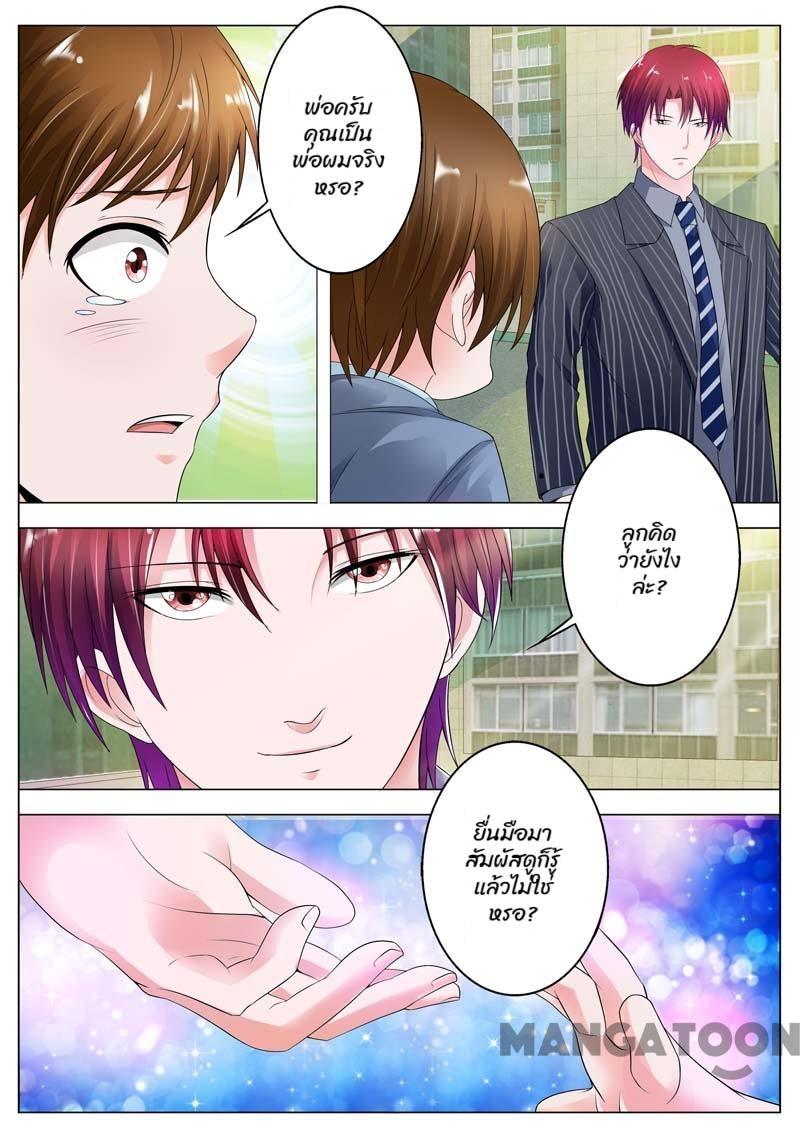 พ่อครับ
คุณเป็น
พ่อผมจริง
หรอ?
ลูกคิด
ว่ายังไง
ล่ะ?
ยื่นมือมา
สัมผัสดูก็รู้
แล้วไม่ใช่
หรอ?
MANGATOON